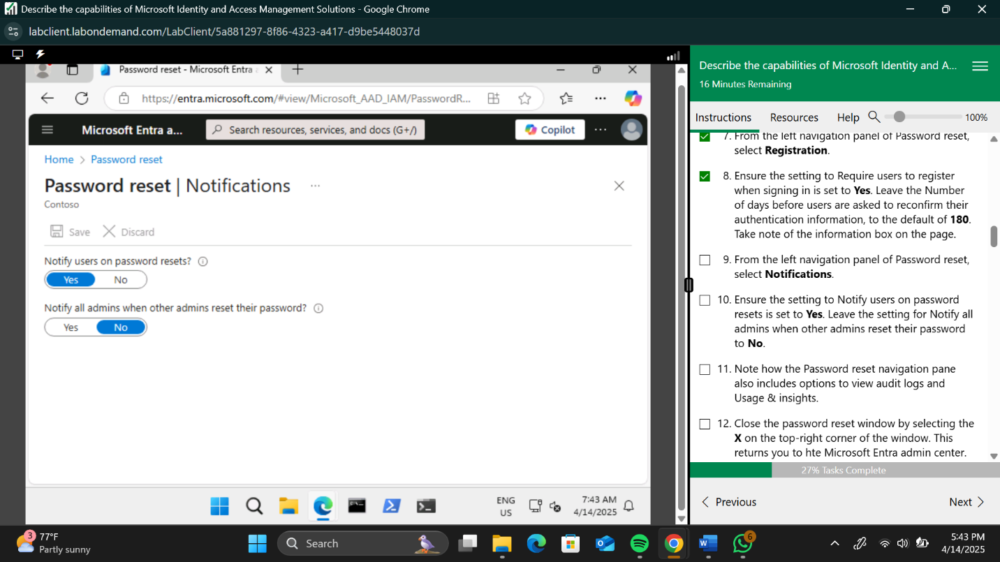 Describe the capabilities of Microsoft Identity and Access Management Solutions - Google Chrome
labclient.labondemand.com/LabClient/5a881297-8f86-4323-a417-d9be5448037d
Password reset - Microsoft Entra a
https://entra.microsoft.com/#view/Microsoft_AAD_IAM/PasswordR...
Microsoft Entra a...
Search resources, services, and docs (G+/)
Copilot
Home > Password reset
Password reset | Notifications
Contoso
Save
Discard
Notify users on password resets?
Yes
No
Notify all admins when other admins reset their password?
Yes
No
ENG
US
7:43 AM
4/14/2025
Describe the capabilities of Microsoft Identity and A...
16 Minutes Remaining
Instructions
Resources
Help
100%
7. From the left navigation panel of Password reset,
select Registration.
8. Ensure the setting to Require users to register
when signing in is set to Yes. Leave the Number
of days before users are asked to reconfirm their
authentication information, to the default of 180.
Take note of the information box on the page.
9. From the left navigation panel of Password reset,
select Notifications.
10. Ensure the setting to Notify users on password
resets is set to Yes. Leave the setting for Notify all
admins when other admins reset their password
to No.
11. Note how the Password reset navigation pane
also includes options to view audit logs and
Usage & insights.
12. Close the password reset window by selecting the
X on the top-right corner of the window. This
returns you to hte Microsoft Entra admin center.
27% Tasks Complete
Previous
Next
3
77°F
Partly sunny
Search
6
5:43 PM
4/14/2025